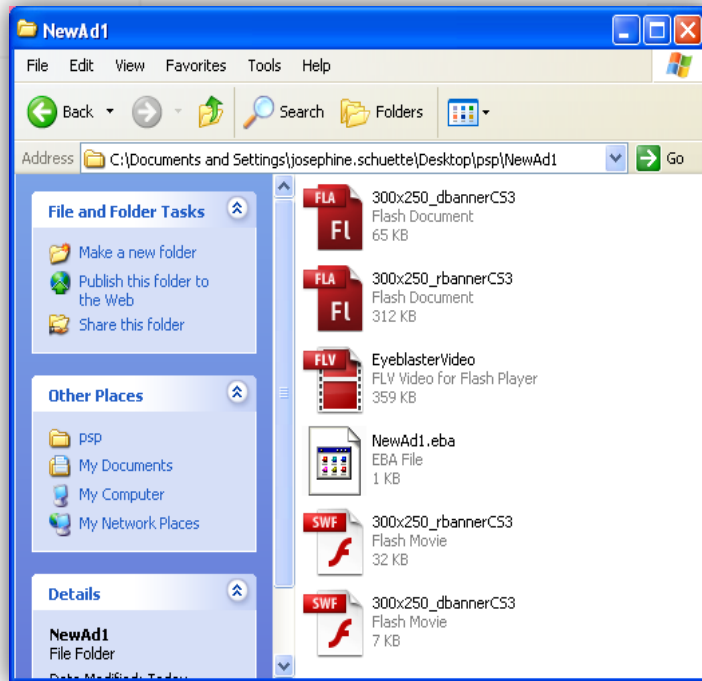 NewAd1
File Edit View Favorites Tools Help
Back Search Folders
Address C:\Documents and Settings\josephine.schuette\Desktop\psp\NewAd1 Go
File and Folder Tasks
Make a new folder
Publish this folder to
the Web
Share this folder
Other Places
psp
My Documents
My Computer
My Network Places
Details
NewAd1
File Folder
Date Modified: Today
FLA
FL
300x250_dbannerCS3
Flash Document
65 KB
FLA
FL
300x250_rbannerCS3
Flash Document
312 KB
FLV
EyeblasterVideo
FLV Video for Flash Player
359 KB
NewAd1.eba
EBA File
1 KB
SWF
300x250_rbannerCS3
Flash Movie
32 KB
SWF
300x250_dbannerCS3
Flash Movie
7 KB